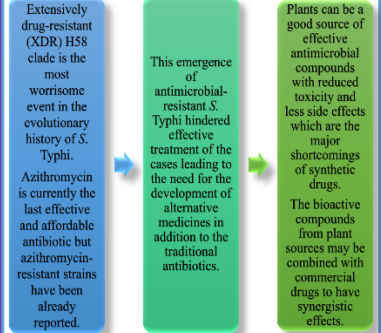 Extensively
drug-resistant
(XDR) H58
clade is the
most
worrisome
event in the
evolutionary
history of S.
Typhi.
Azithromycin
is currently the
last effective
and affordable
antibiotic but
azithromycin-
resistant strains
have been
already
reported.
This emergence
of
antimicrobial-
resistant S.
Typhi hindered
effective
treatment of the
cases leading to
the need for the
development of
alternative
medicines in
addition to the
traditional
antibiotics.
Plants can be a
good source of
effective
antimicrobial
compounds
with reduced
toxicity and
less side effects
which are the
major
shortcomings
of synthetic
drugs.
The bioactive
compounds
from plant
sources may be
combined with
commercial
drugs to have
synergistic
effects.